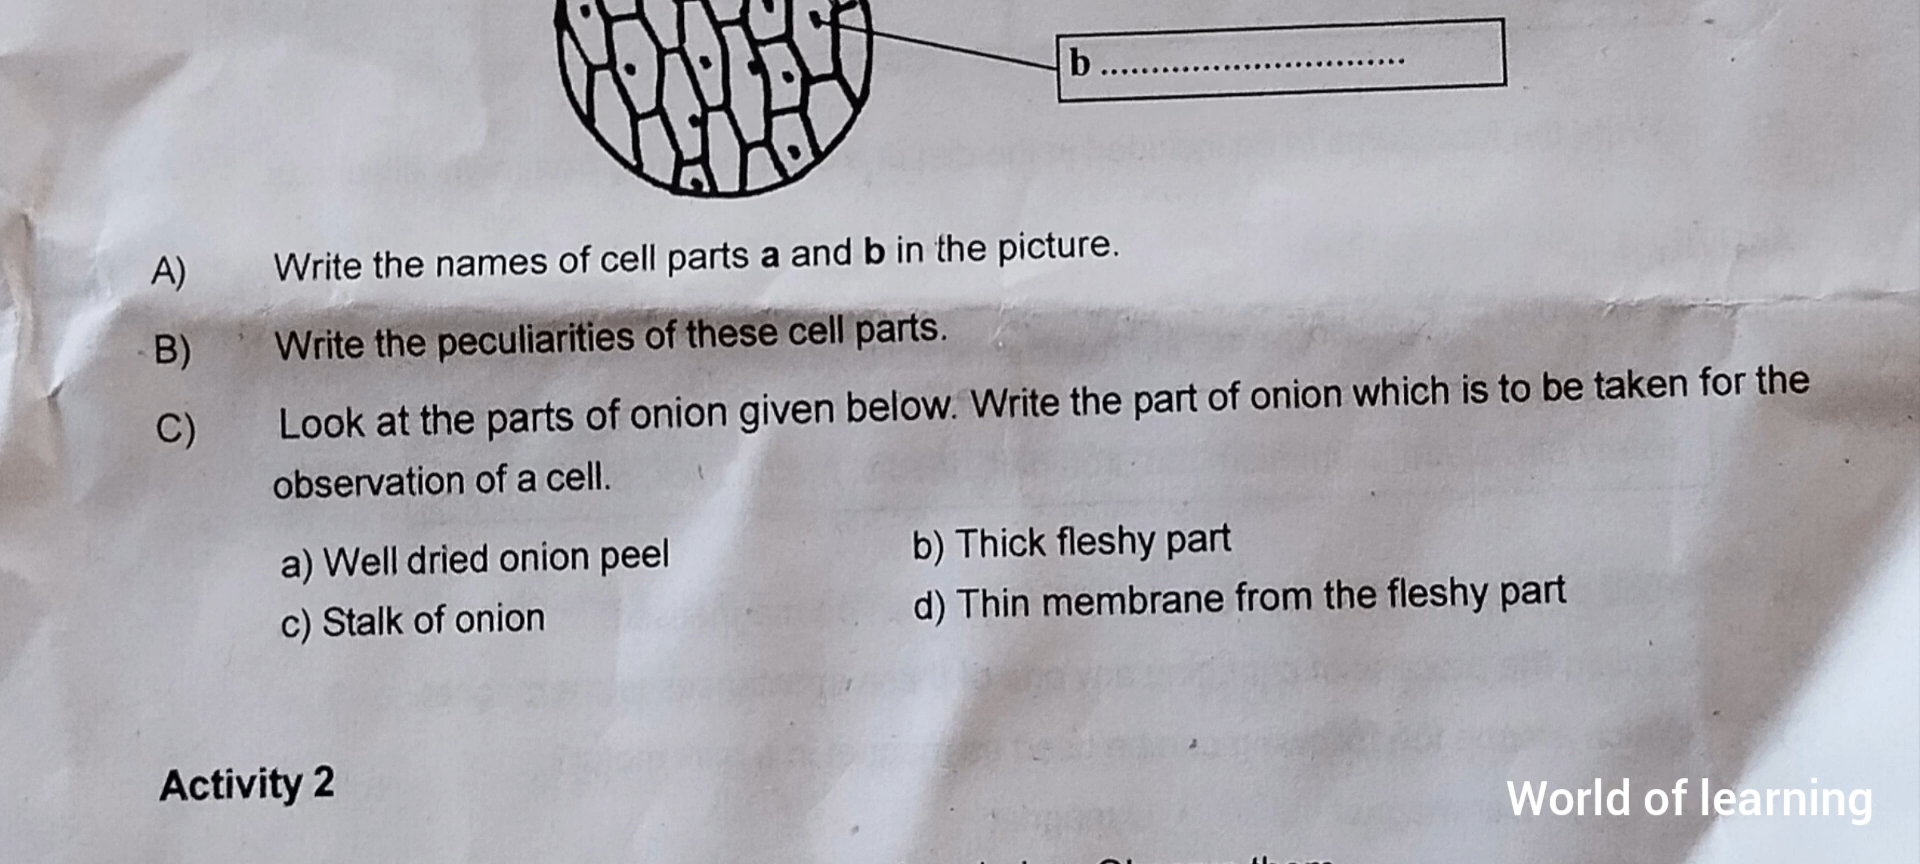 b ..............................
A) Write the names of cell parts a and b in the picture.
B) Write the peculiarities of these cell parts.
C) Look at the parts of onion given below. Write the part of onion which is to be taken for the
observation of a cell.
a) Well dried onion peel b) Thick fleshy part
c) Stalk of onion d) Thin membrane from the fleshy part
Activity 2
World of learning